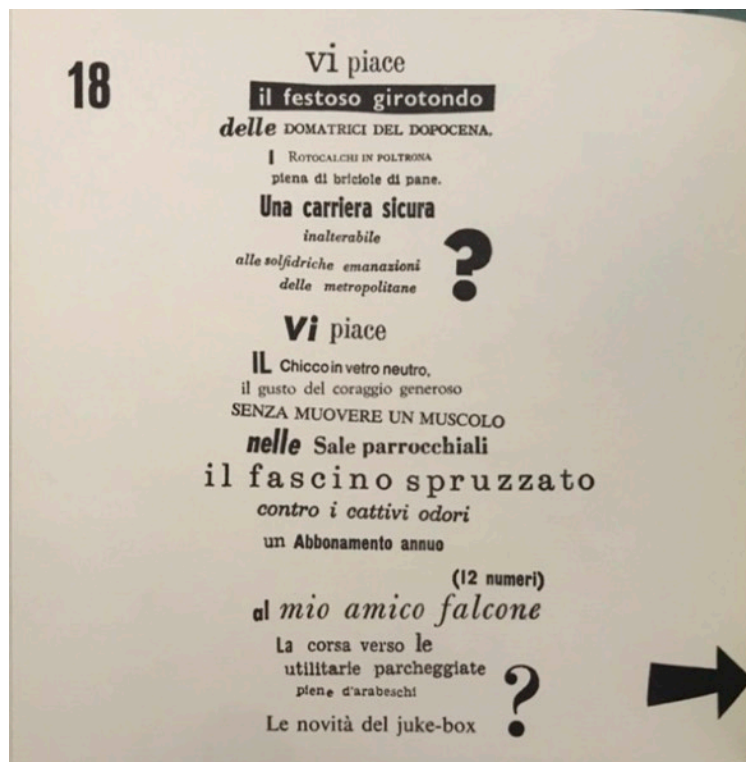 18
vi piace
il festoso girotondo
delle DOMATRICI DEL DOPOCENA.
I ROTOCALCHI IN POLTRONA
piena di briciole di pane.
Una carriera sicura
inalterabile
alle solfidriche emanazioni
delle metropolitane
?
Vi piace
IL Chicco in vetro neutro,
il gusto del coraggio generoso
SENZA MUOVERE UN MUSCOLO
nelle Sale parrocchiali
il fascino spruzzato
contro i cattivi odori
un Abbonamento annuo
(12 numeri)
al mio amico falcone
La corsa verso le
utilitarie parcheggiate
piene d'arabeschi
?
Le novità del juke-box